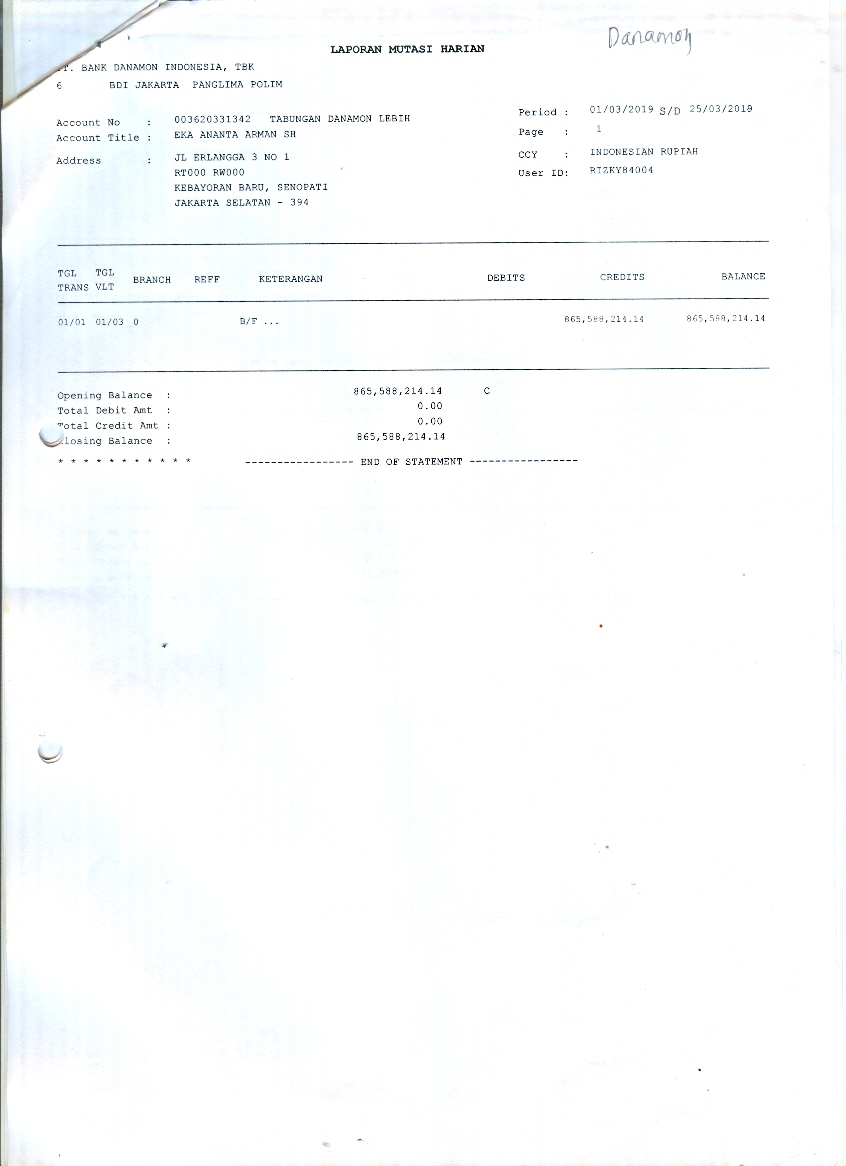 Danamon
LAPORAN MUTASI HARIAN
T. BANK DANAMON INDONESIA, TBK
6 BDI JAKARTA PANGLIMA POLIM
Account No : 003620331342 TABUNGAN DANAMON LEBIH
Account Title : EKA ANANTA ARMAN SH
Address : JL ERLANGGA 3 NO 1
RT000 RW000
KEBAYORAN BARU, SENOPATI
JAKARTA SELATAN - 394
Period : 01/03/2019 S/D 25/03/2019
Page : 1
CCY : INDONESIAN RUPIAH
User ID: RIZKY84004
TGL TGL BRANCH REFF KETERANGAN DEBITS CREDITS BALANCE
TRANS VLT
01/01 01/03 0 B/F ... 865,588,214.14 865,588,214.14
Opening Balance : 865,588,214.14 C
Total Debit Amt : 0.00
Total Credit Amt : 0.00
Closing Balance : 865,588,214.14
* * * * * * * * * * * ----------------- END OF STATEMENT -----------------